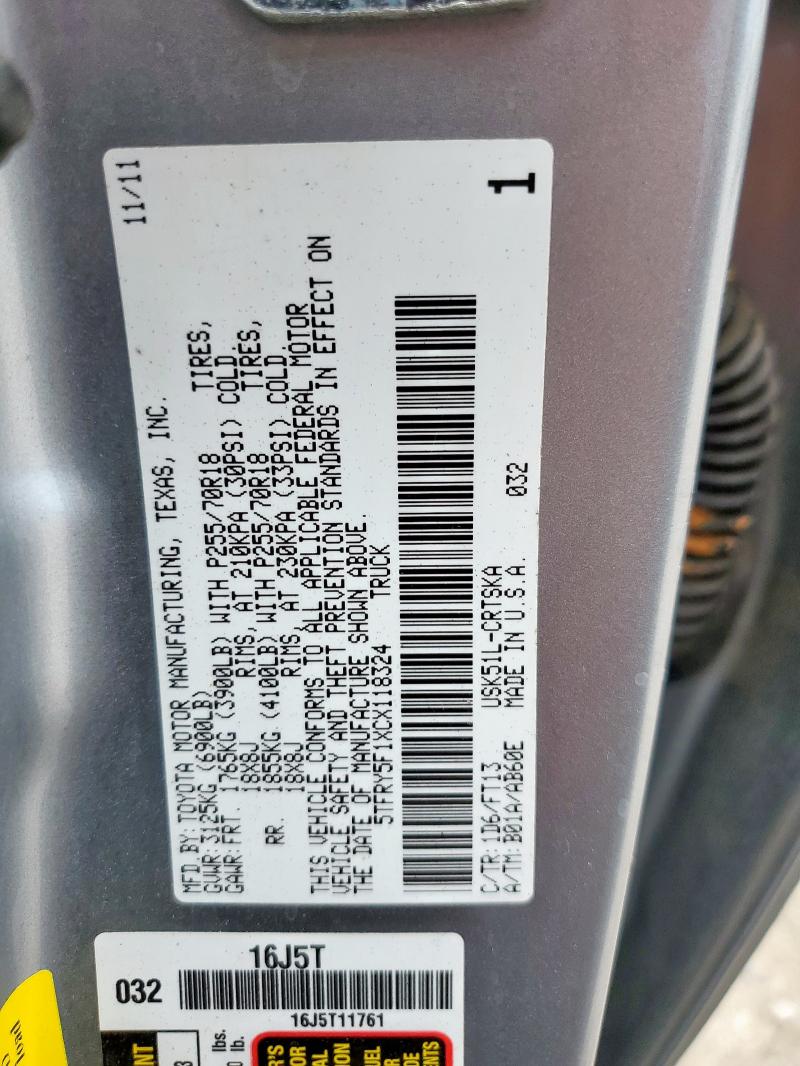 11/11
MFD.BY: TOYOTA MOTOR MANUFACTURING, TEXAS, INC.
GVWR: 3125KG (6900LB)
GAWR: FRT. 1765KG (3900LB) WITH P255/70R18 TIRES,
18X8J RIMS, AT 210KPA (30PSI) COLD.
RR. 1855KG (4100LB) WITH P255/70R18 TIRES,
18X8J RIMS, AT 230KPA (33PSI) COLD.
THIS VEHICLE CONFORMS TO ALL APPLICABLE FEDERAL MOTOR
VEHICLE SAFETY AND THEFT PREVENTION STANDARDS IN EFFECT ON
THE DATE OF MANUFACTURE SHOWN ABOVE.
5TFRY5F1XCX118324 TRUCK
C/TR: 1D6/FT13 USK51L-CRTSKA 032
A/TM: B01A/AB60E MADE IN U.S.A.
1
16J5T
032
16J5T11761
lbs.
lb.